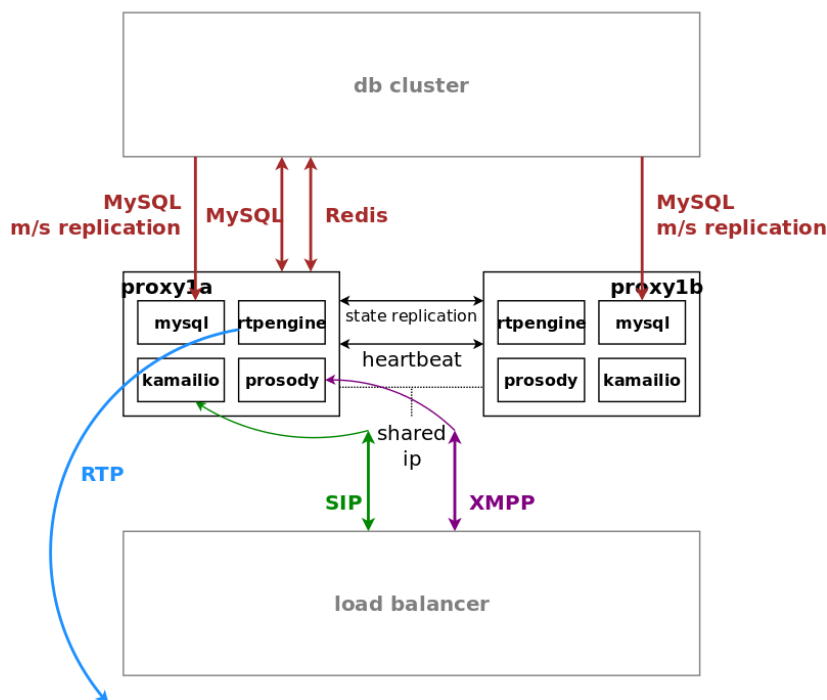 db cluster
MySQL
m/s replication
MySQL
Redis
MySQL
m/s replication
proxy1a
proxy1b
mysql
rtpengine
state replication
rtpengine
mysql
heartbeat
kamailio
prosody
prosody
kamailio
shared
ip
RTP
SIP
XMPP
load balancer